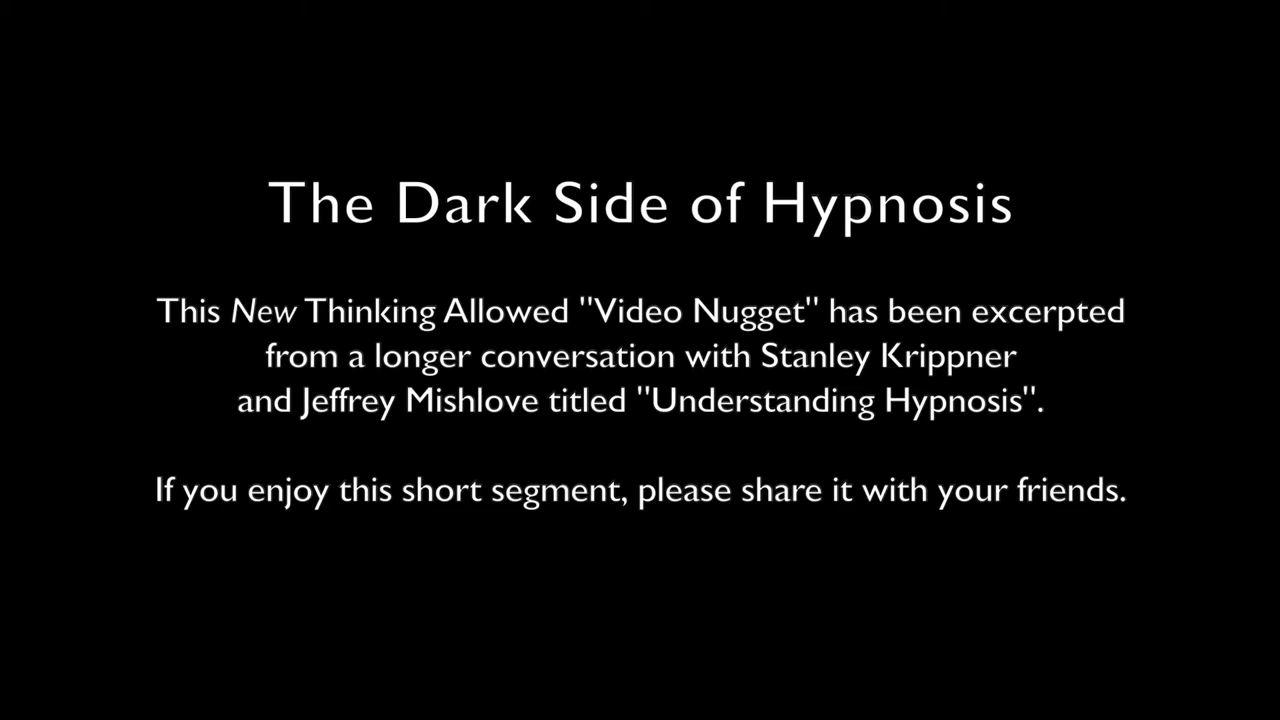 The Dark Side of Hypnosis
This New Thinking Allowed "Video Nugget" has been excerpted
from a longer conversation with Stanley Krippner
and Jeffrey Mishlove titled "Understanding Hypnosis".
If you enjoy this short segment, please share it with your friends.